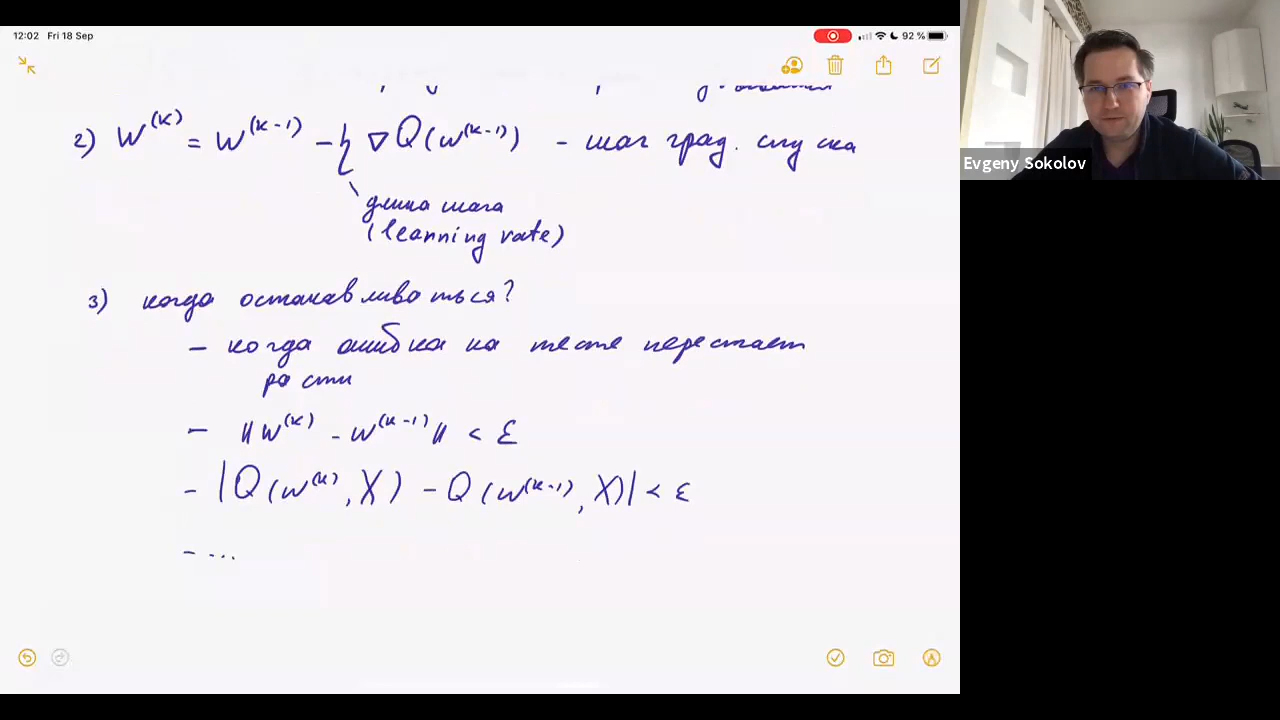 12:02 Fri 18 Sep
92 %
2) w^(k) = w^(k-1) - η ∇Q(w^(k-1)) - шаг град. спуска
длина шага
(learning rate)
3) когда останавливаться?
- когда ошибка на тесте перестает
расти
- ||w^(k) - w^(k-1)|| < ε
- |Q(w^(k), X) - Q(w^(k-1), X)| < ε
- ...
Evgeny Sokolov